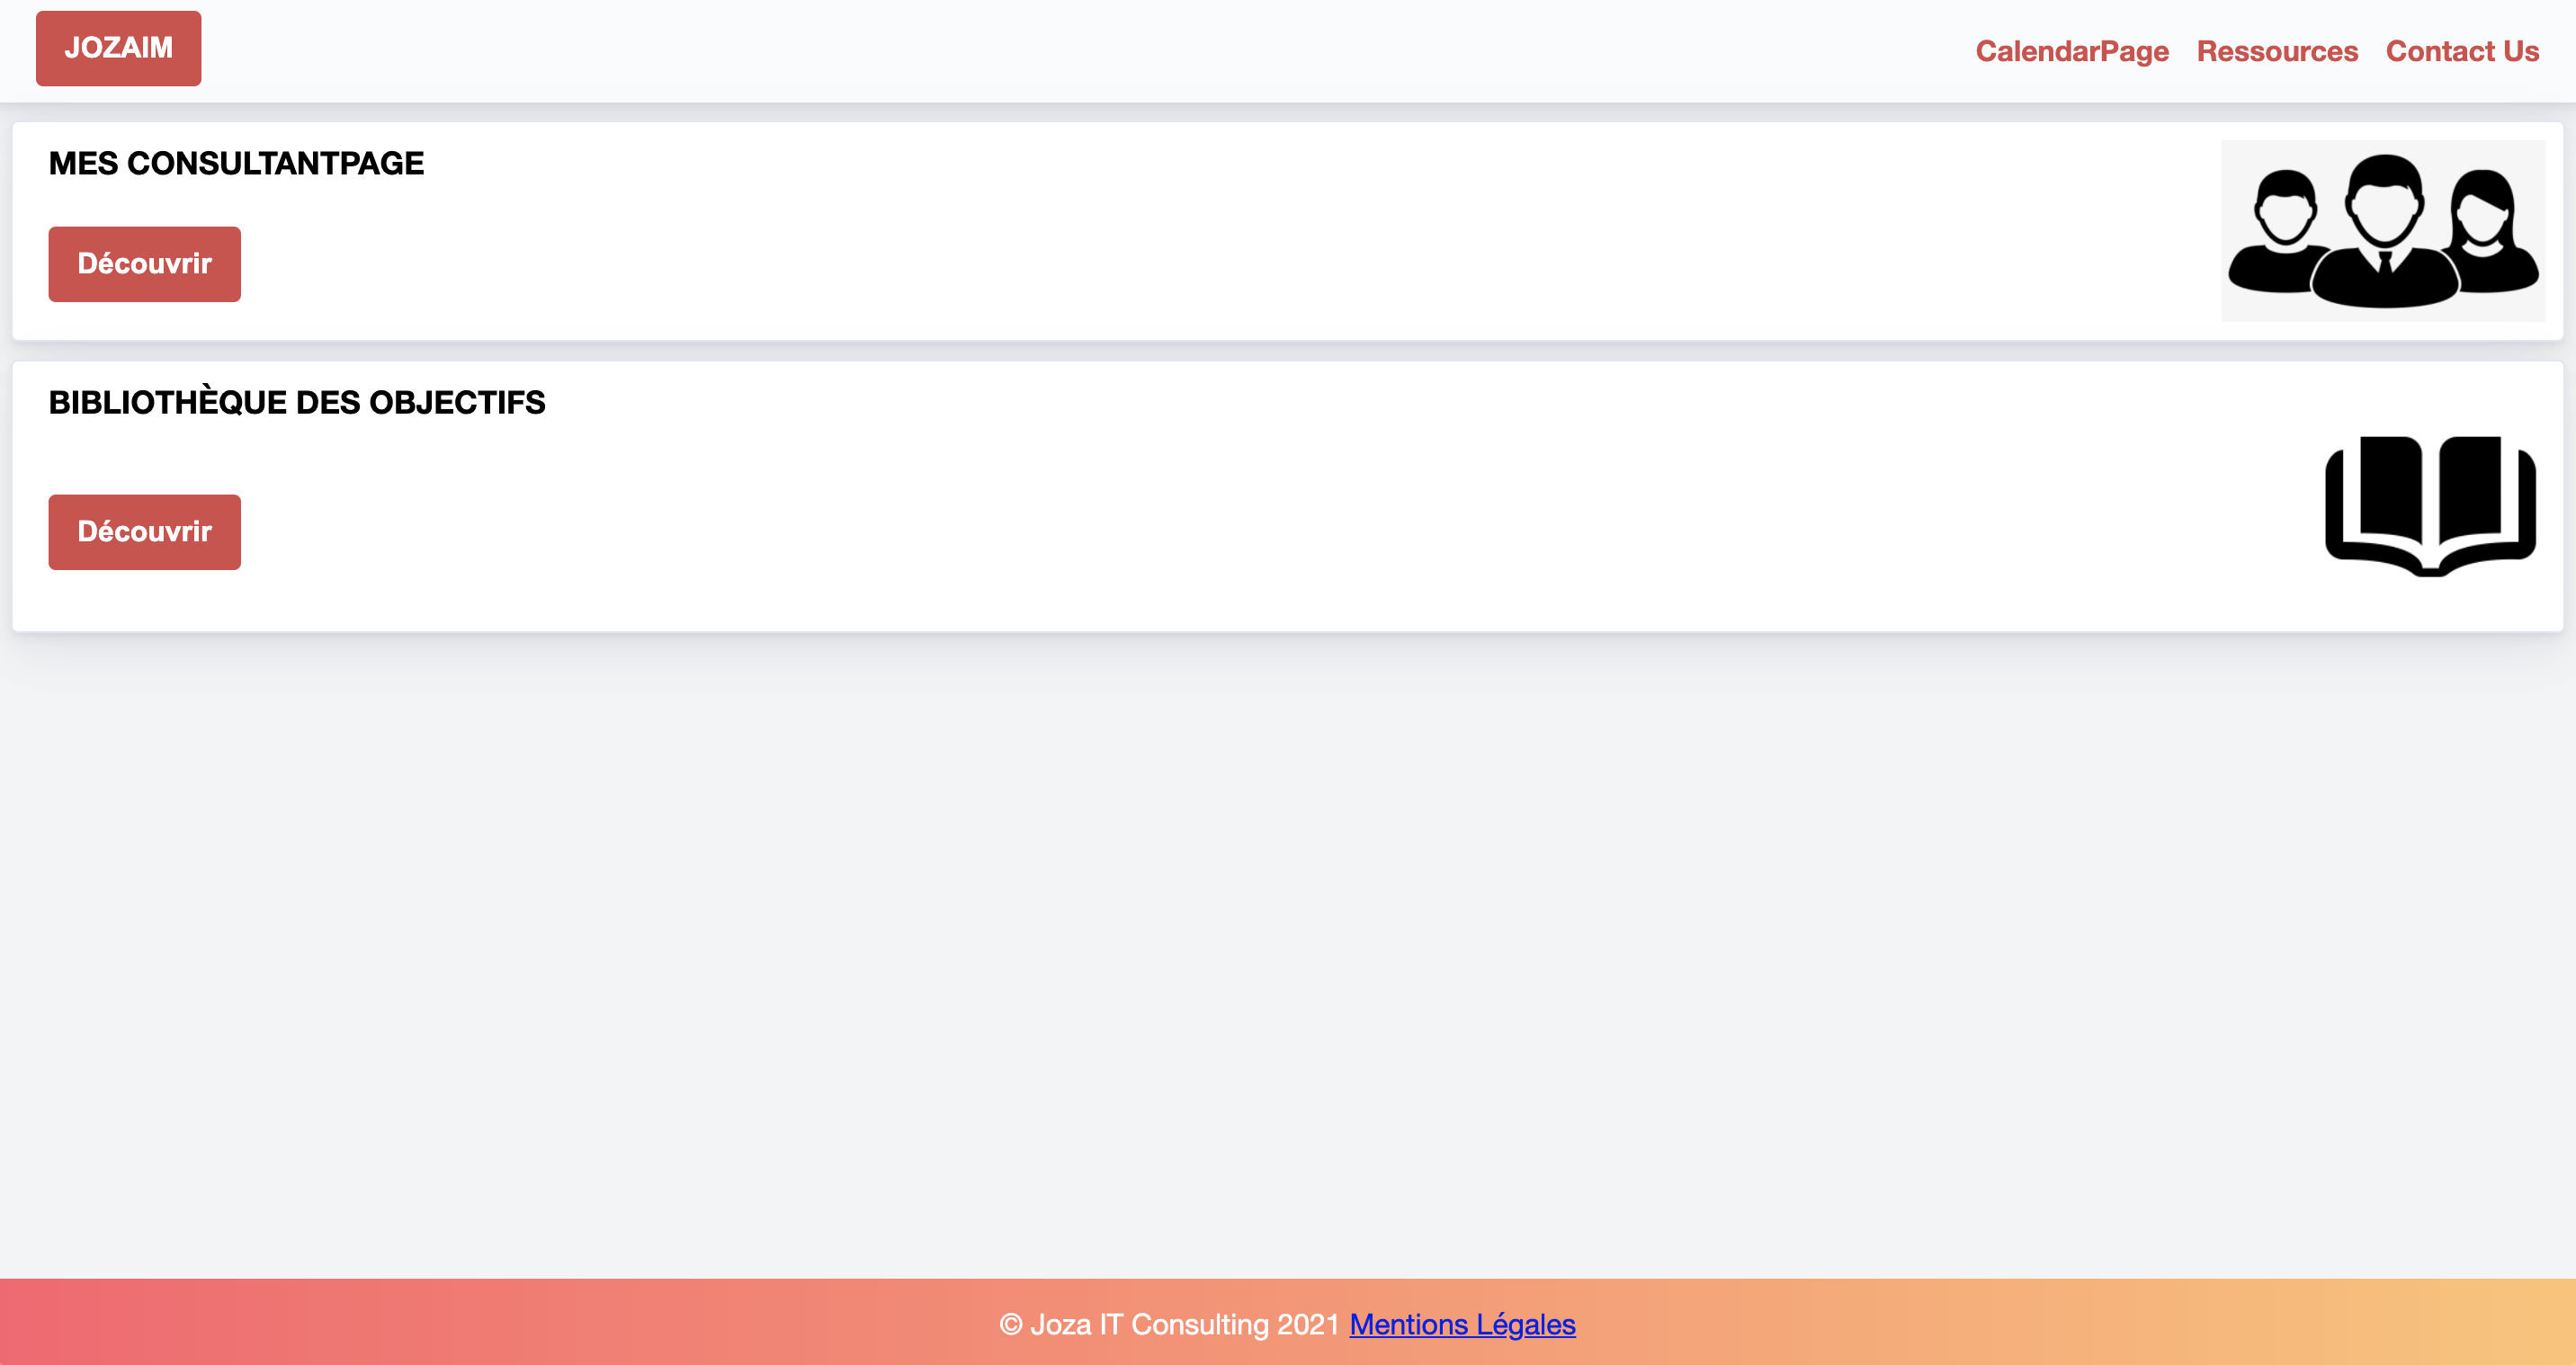 JOZAIM
CalendarPage Ressources Contact Us
MES CONSULTANTPAGE
Découvrir
BIBLIOTHÈQUE DES OBJECTIFS
Découvrir
© Joza IT Consulting 2021 Mentions Légales